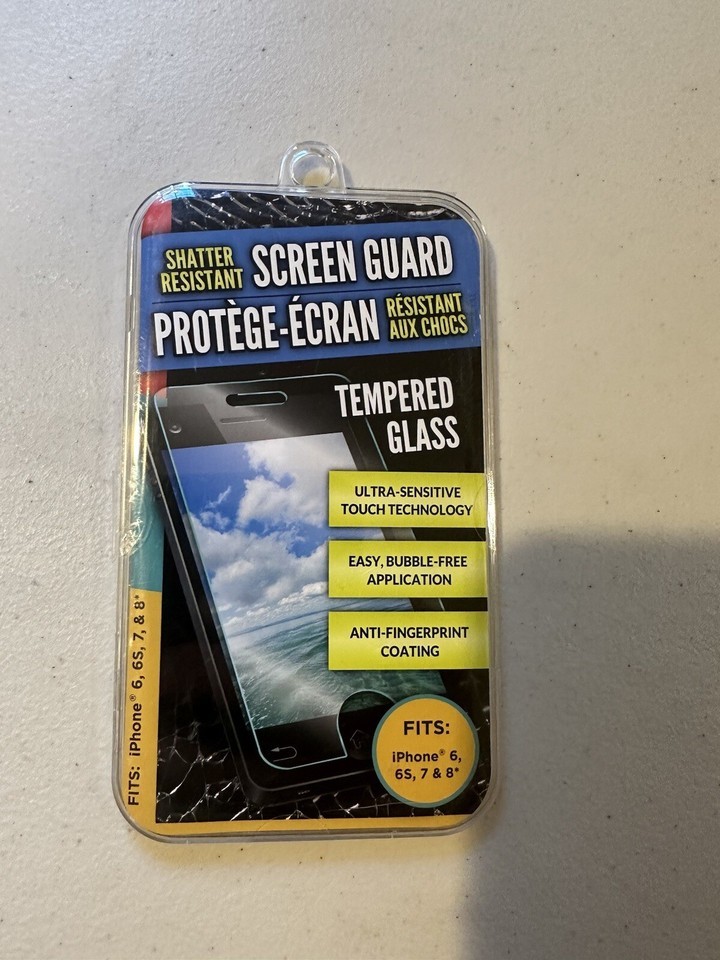 SHATTER
RESISTANT
SCREEN GUARD
PROTÈGE-ÉCRAN
RÉSISTANT
AUX CHOCS
TEMPERED
GLASS
ULTRA-SENSITIVE
TOUCH TECHNOLOGY
EASY, BUBBLE-FREE
APPLICATION
ANTI-FINGERPRINT
COATING
FITS:
iPhone® 6,
6S, 7 & 8*
FITS: iPhone® 6, 6S, 7, & 8*